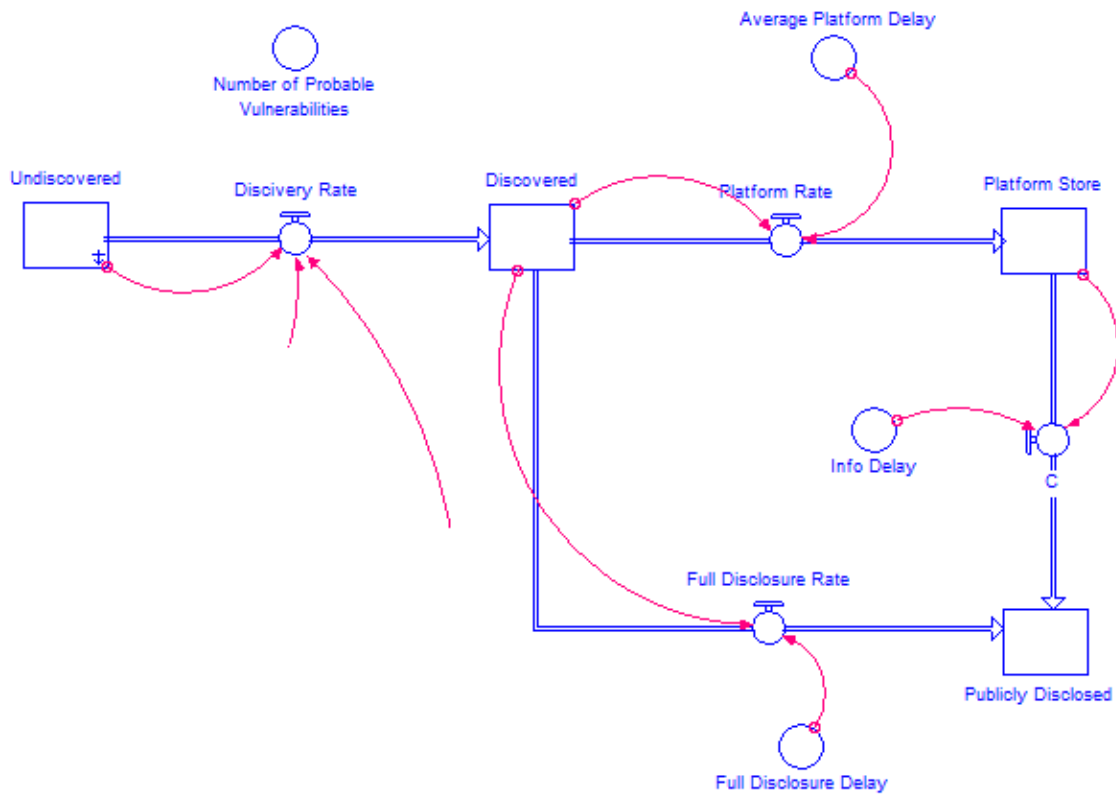 Average Platform Delay
Number of Probable
Vulnerabilities
Undiscovered
Discivery Rate
Discovered
Platform Rate
Platform Store
Info Delay
C
Full Disclosure Rate
Publicly Disclosed
Full Disclosure Delay